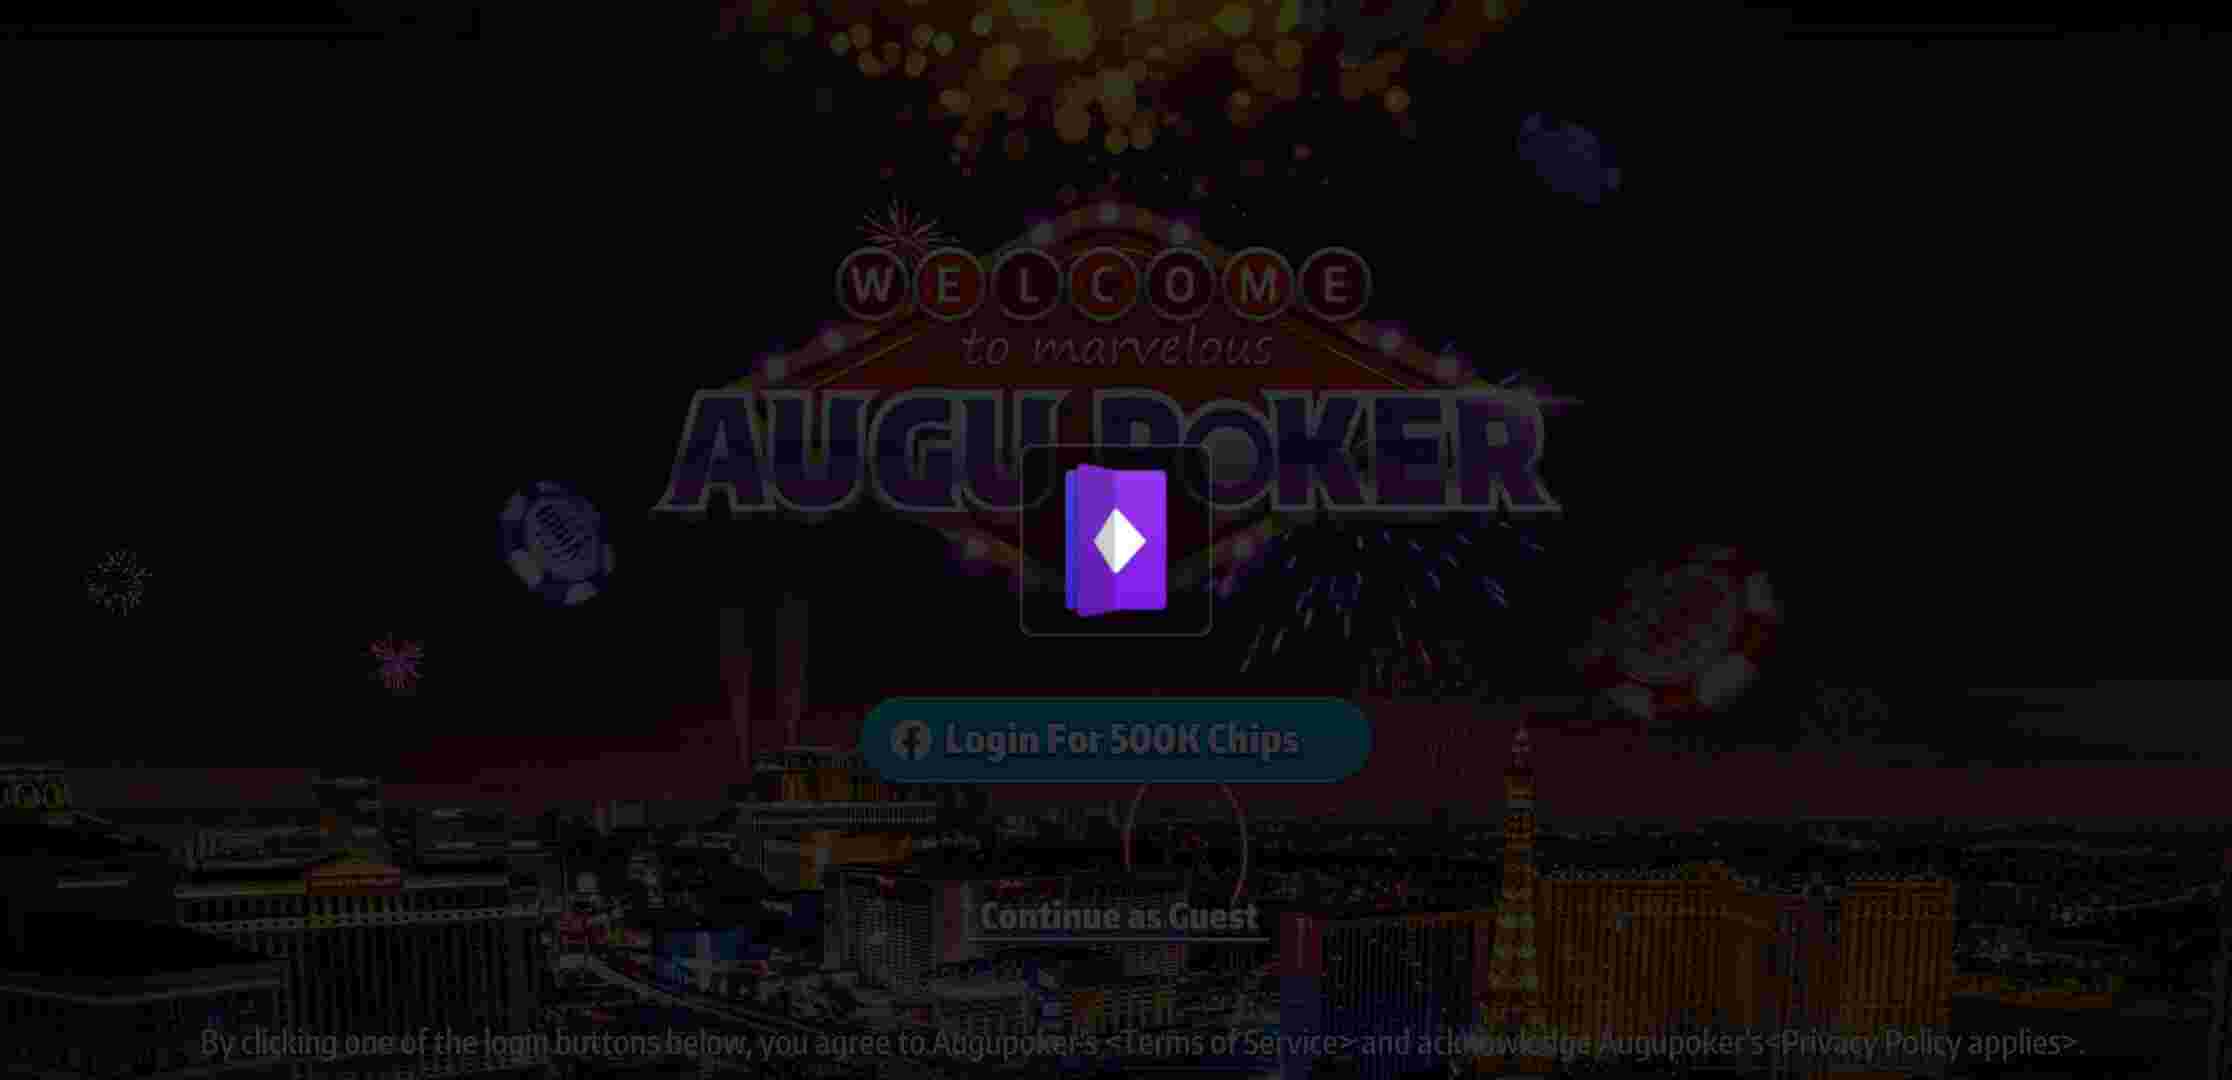 WELCOME
to marvelous
AUGU POKER
Login For 500K Chips
Continue as Guest
By clicking one of the login buttons below, you agree to Augupoker's <Terms of Service> and acknowledge Augupoker's<Privacy Policy applies>.